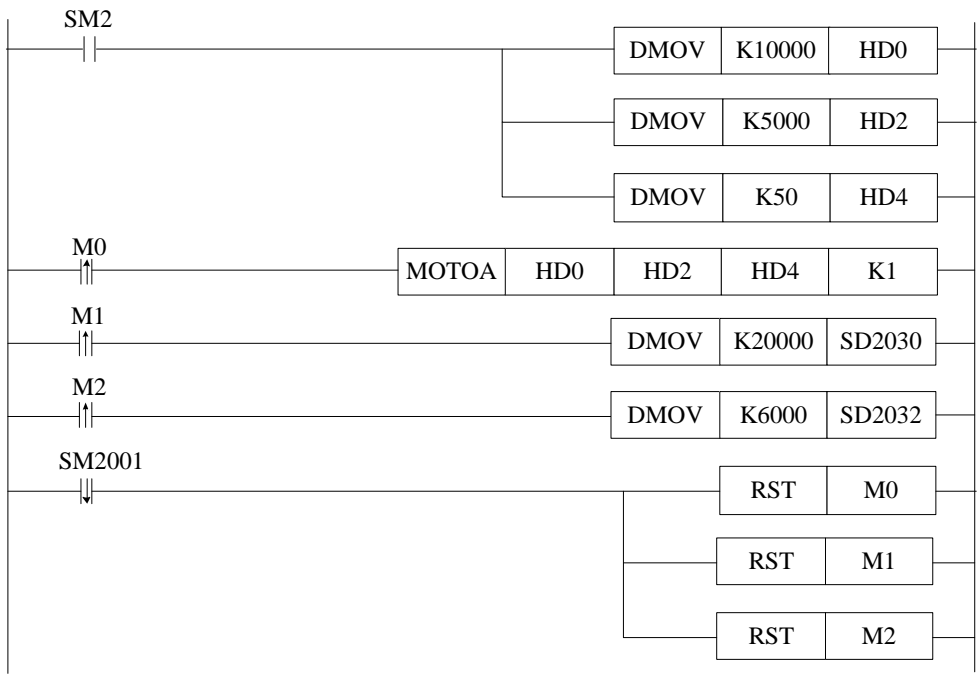 SM2
DMOV K10000 HD0
DMOV K5000 HD2
DMOV K50 HD4
M0
MOTOA HD0 HD2 HD4 K1
M1
DMOV K20000 SD2030
M2
DMOV K6000 SD2032
SM2001
RST M0
RST M1
RST M2